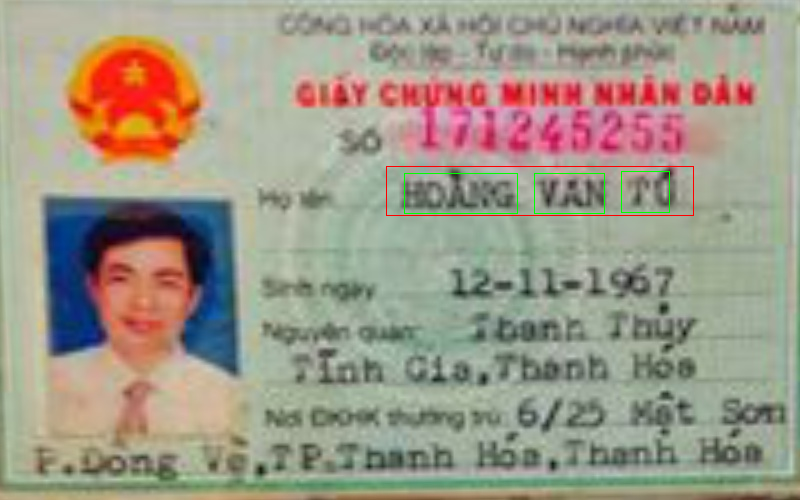 CỘNG HÒA XÃ HỘI CHỦ NGHĨA VIỆT NAM
Độc lập - Tự do - Hạnh phúc
GIẤY CHỨNG MINH NHÂN DÂN
SỐ 171245255
Họ tên HOÀNG VAN TÚ
Sinh ngày 12-11-1967
Nguyên quán: Thanh Thủy
Tĩnh Gia, Thanh Hóa
Nơi ĐKHK thường trú 6/25 Mật Sơn
P.Đông Vệ, TP.Thanh Hóa, Thanh Hóa